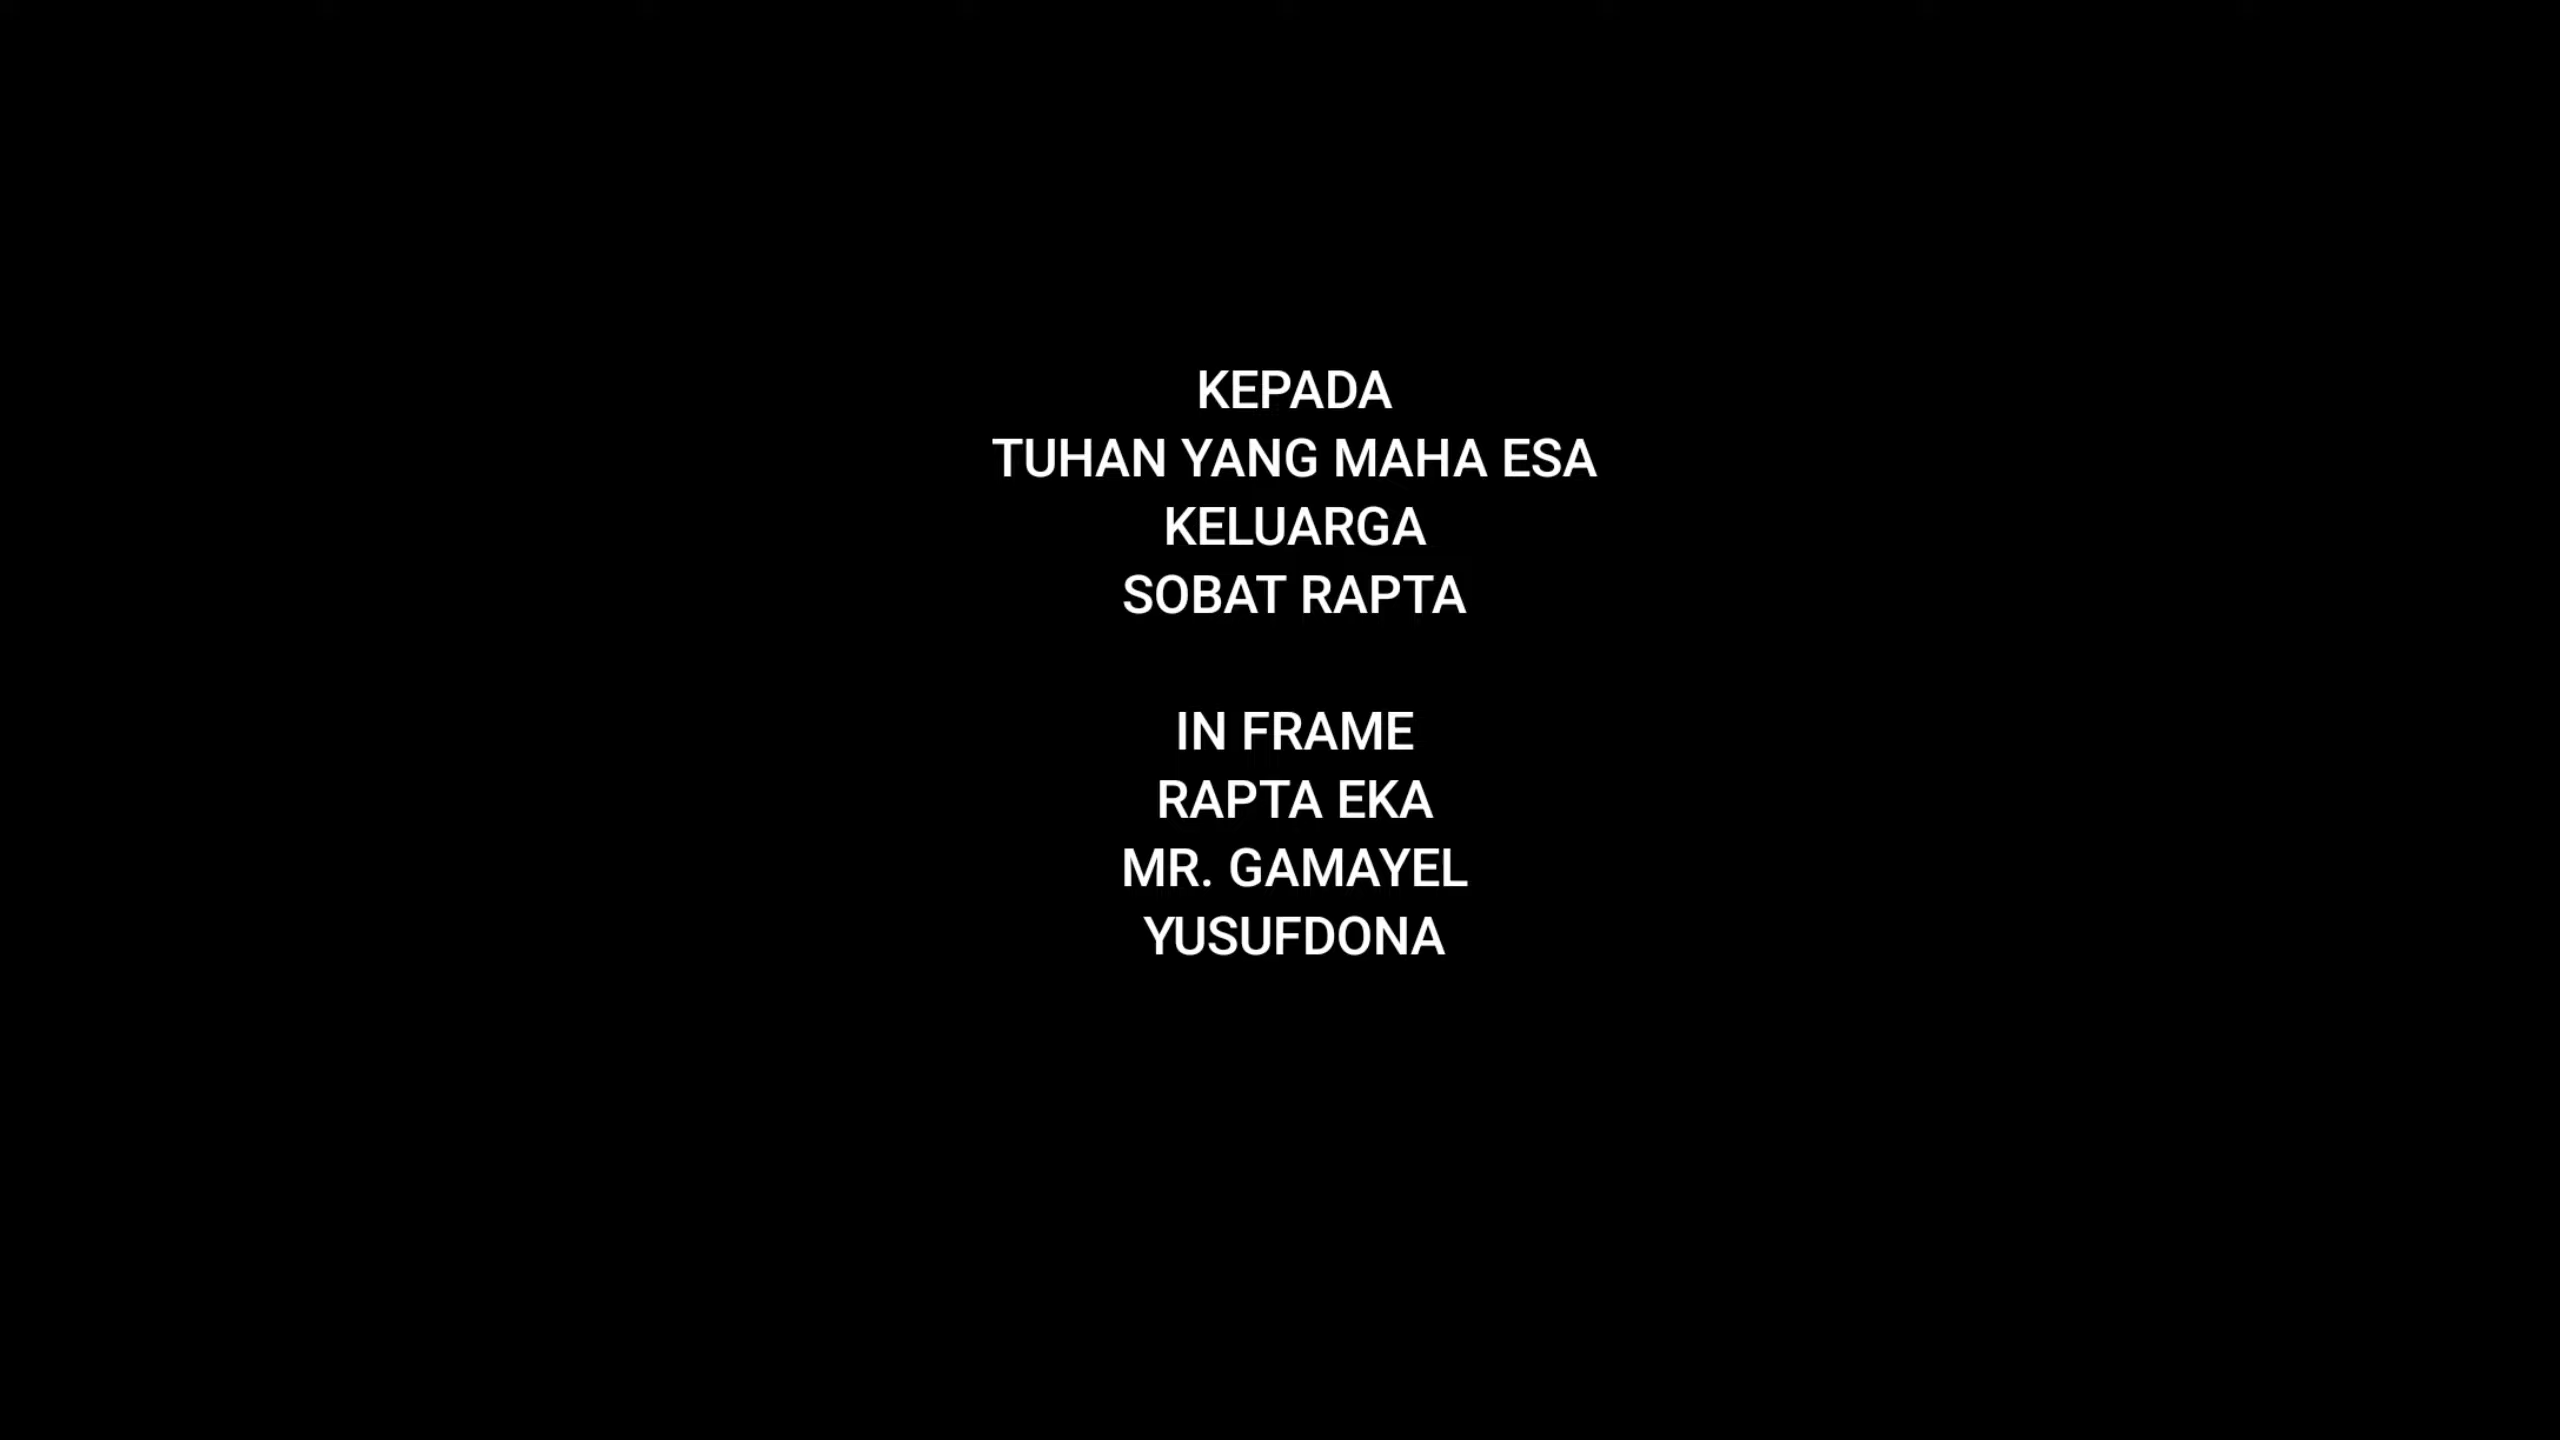 KEPADA
TUHAN YANG MAHA ESA
KELUARGA
SOBAT RAPTA
IN FRAME
RAPTA EKA
MR. GAMAYEL
YUSUFDONA